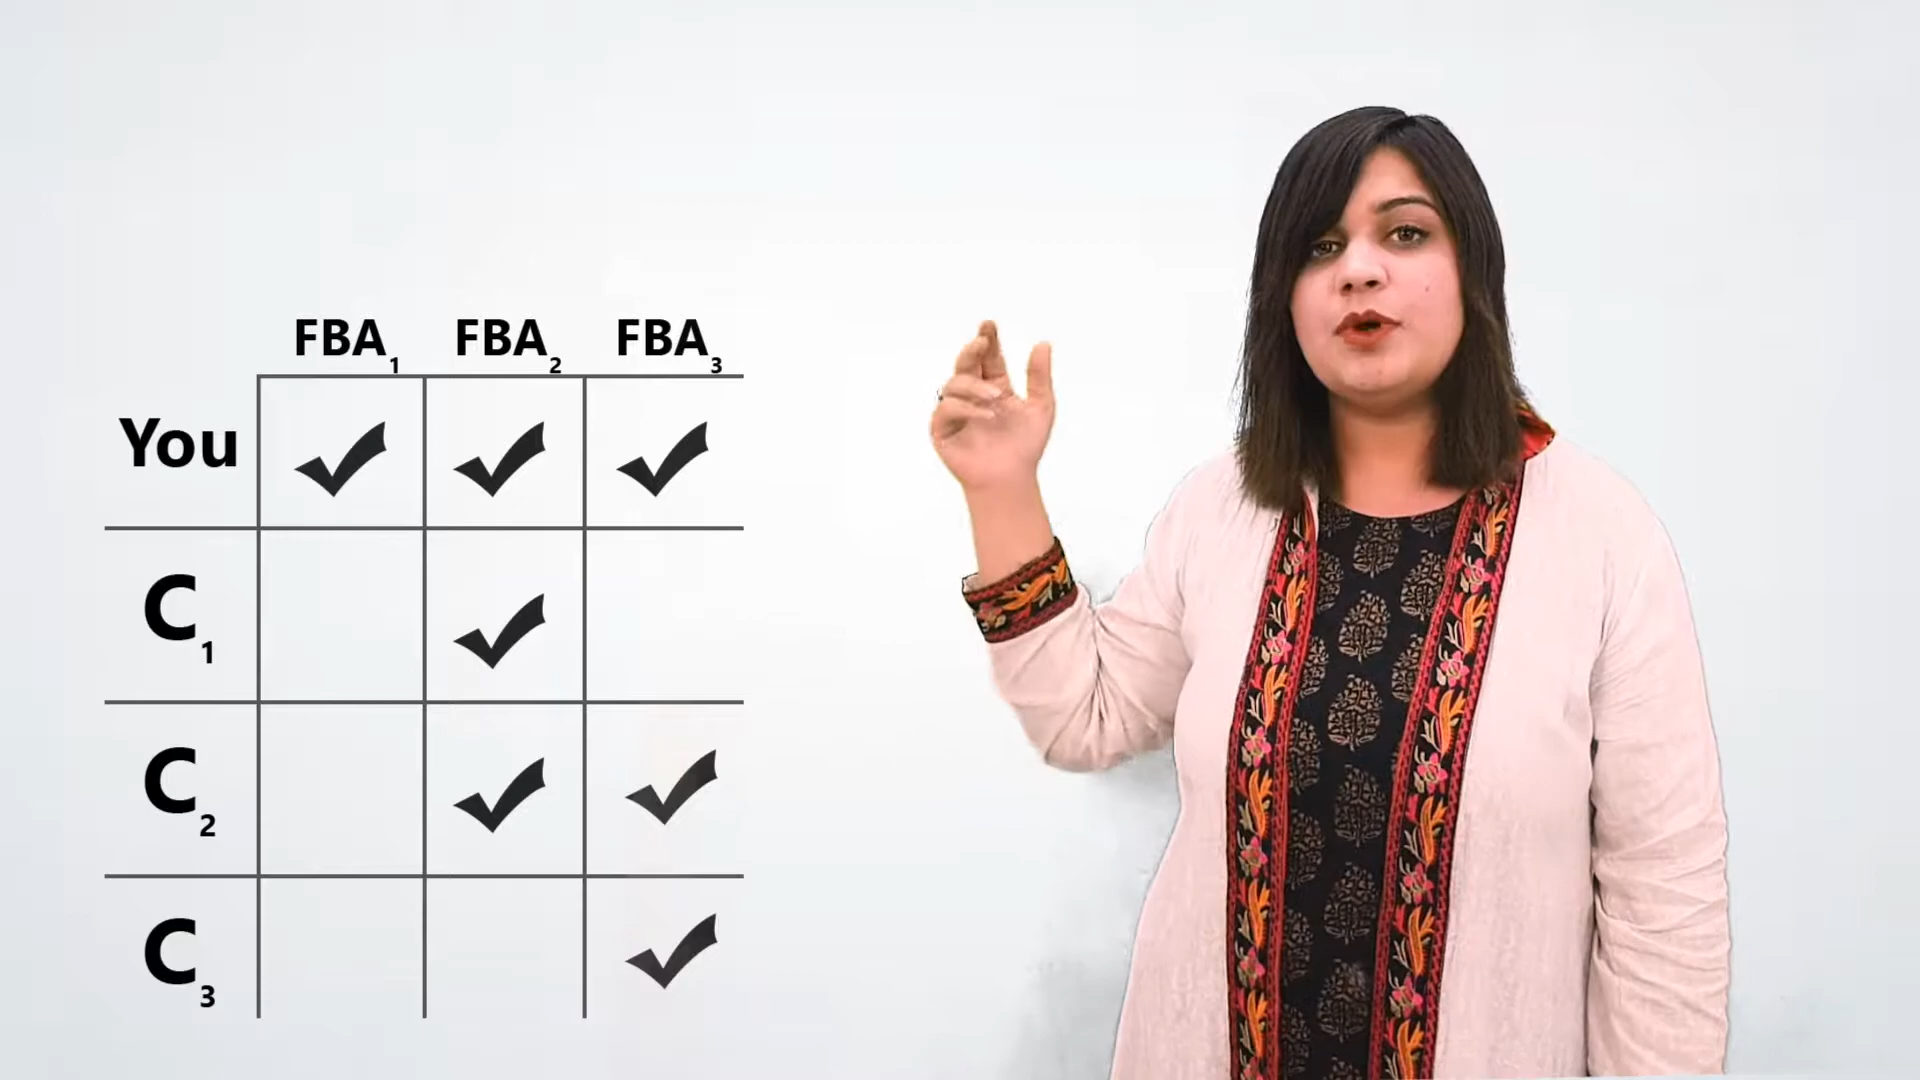 FBA₁ FBA₂ FBA₃
You
C₁
C₂
C₃